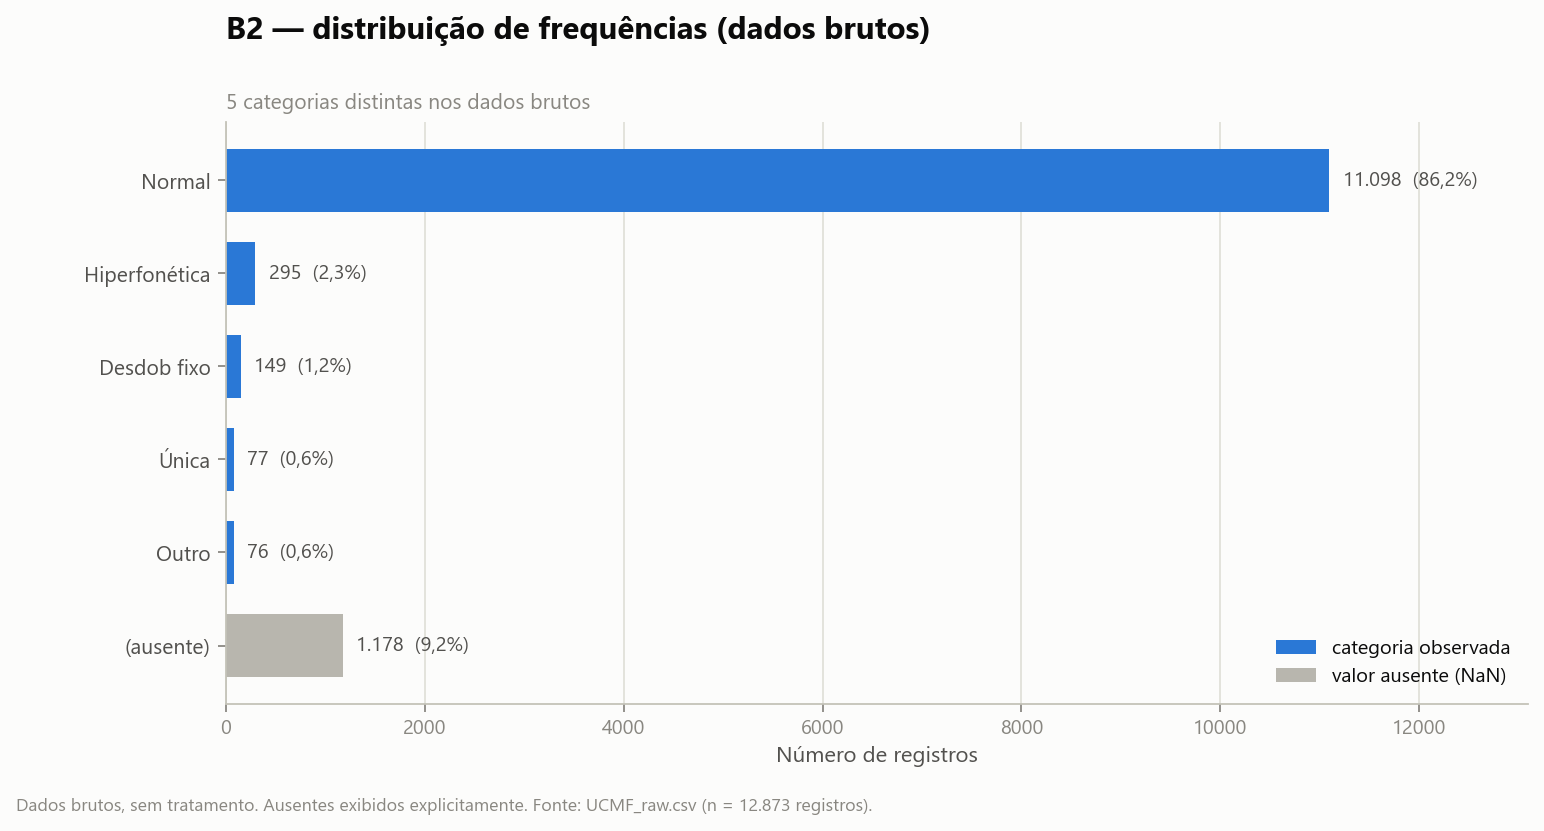 B2 — distribuição de frequências (dados brutos)
5 categorias distintas nos dados brutos
Normal 11.098 (86,2%)
Hiperfonética 295 (2,3%)
Desdob fixo 149 (1,2%)
Única 77 (0,6%)
Outro 76 (0,6%)
(ausente) 1.178 (9,2%)
categoria observada
valor ausente (NaN)
0 2000 4000 6000 8000 10000 12000
Número de registros
Dados brutos, sem tratamento. Ausentes exibidos explicitamente. Fonte: UCMF_raw.csv (n = 12.873 registros).